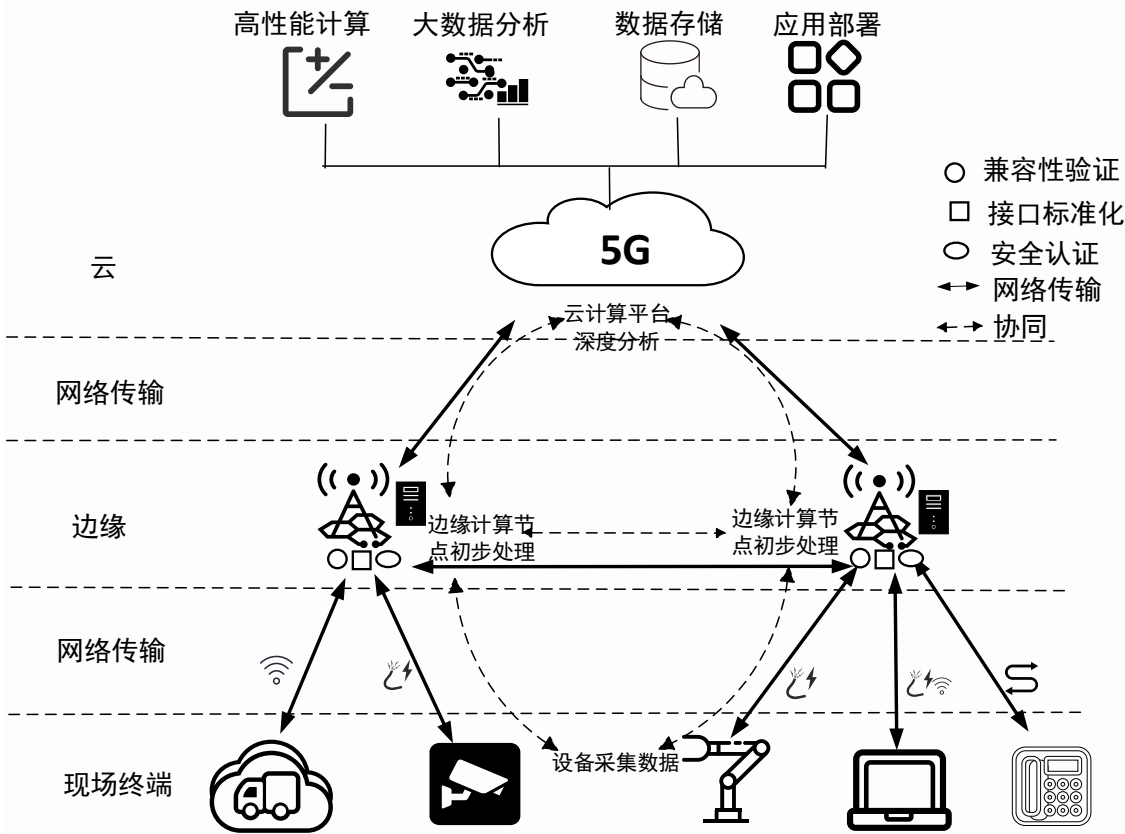 高性能计算
大数据分析
数据存储
应用部署
兼容性验证
接口标准化
安全认证
网络传输
协同
5G
云
云计算平台
深度分析
网络传输
边缘
边缘计算节
点初步处理
边缘计算节
点初步处理
网络传输
现场终端
设备采集数据